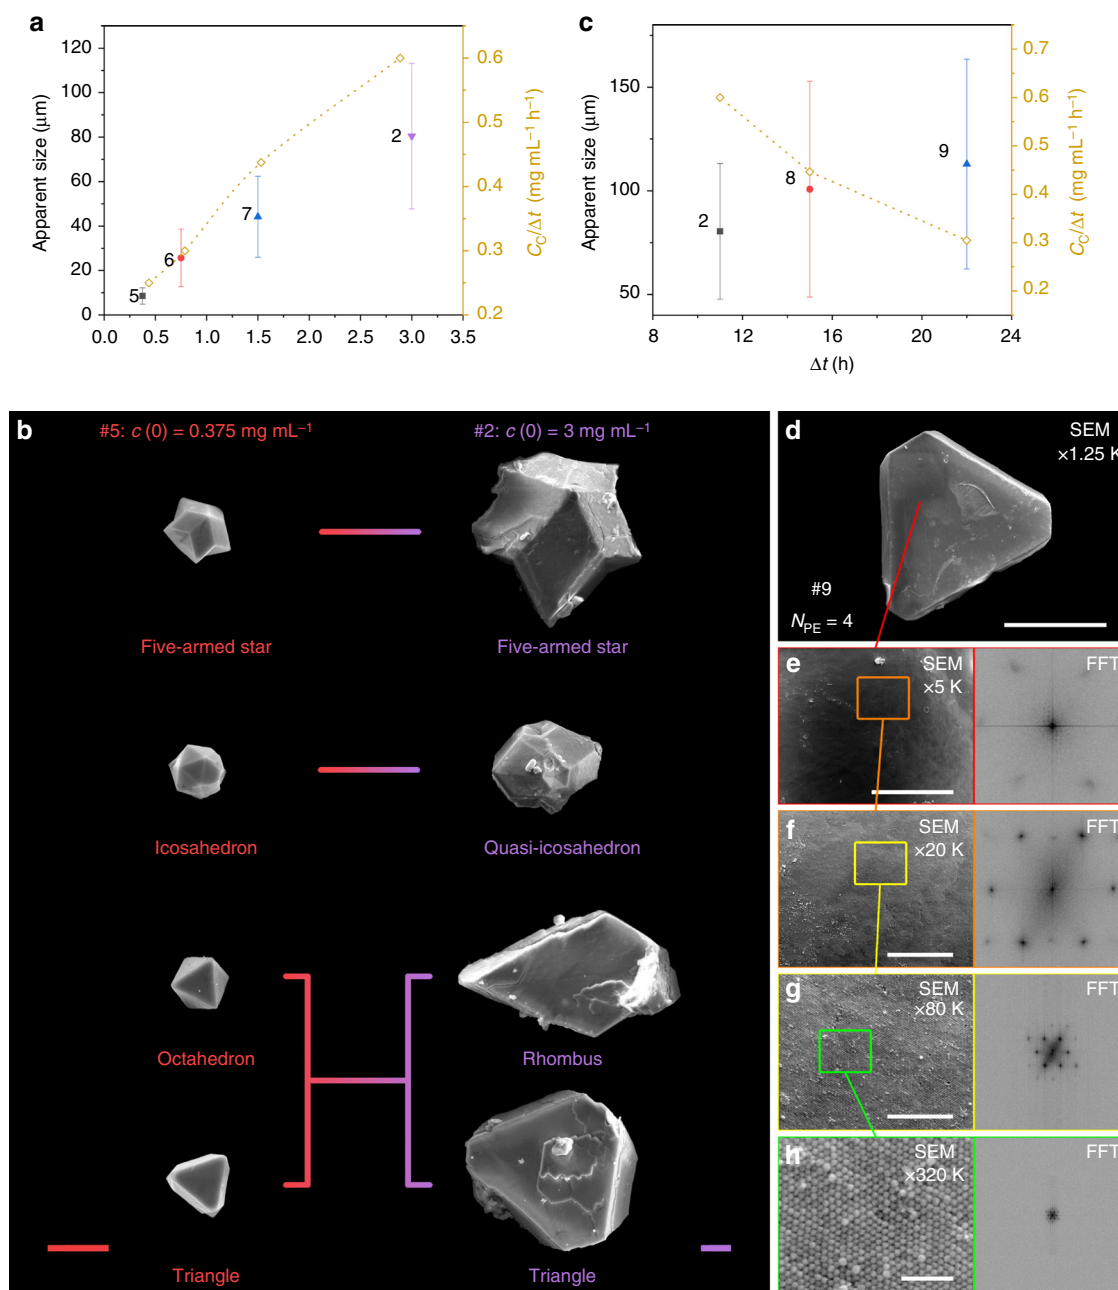 a
Apparent size (μm)
120
100
80
60
40
20
0
0.0 0.5 1.0 1.5 2.0 2.5 3.0 3.5
5
6
7
2
0.6
0.5
0.4
0.3
0.2
C_C/Δt (mg mL⁻¹ h⁻¹)
c
Apparent size (μm)
150
100
50
8 12 16 20 24
Δt (h)
2
8
9
0.7
0.6
0.5
0.4
0.3
0.2
C_C/Δt (mg mL⁻¹ h⁻¹)
b
#5: c (0) = 0.375 mg mL⁻¹
#2: c (0) = 3 mg mL⁻¹
Five-armed star
Five-armed star
Icosahedron
Quasi-icosahedron
Octahedron
Rhombus
Triangle
Triangle
d
SEM
×1.25 K
#9
N_PE = 4
e
SEM
×5 K
FFT
f
SEM
×20 K
FFT
g
SEM
×80 K
FFT
h
SEM
×320 K
FFT